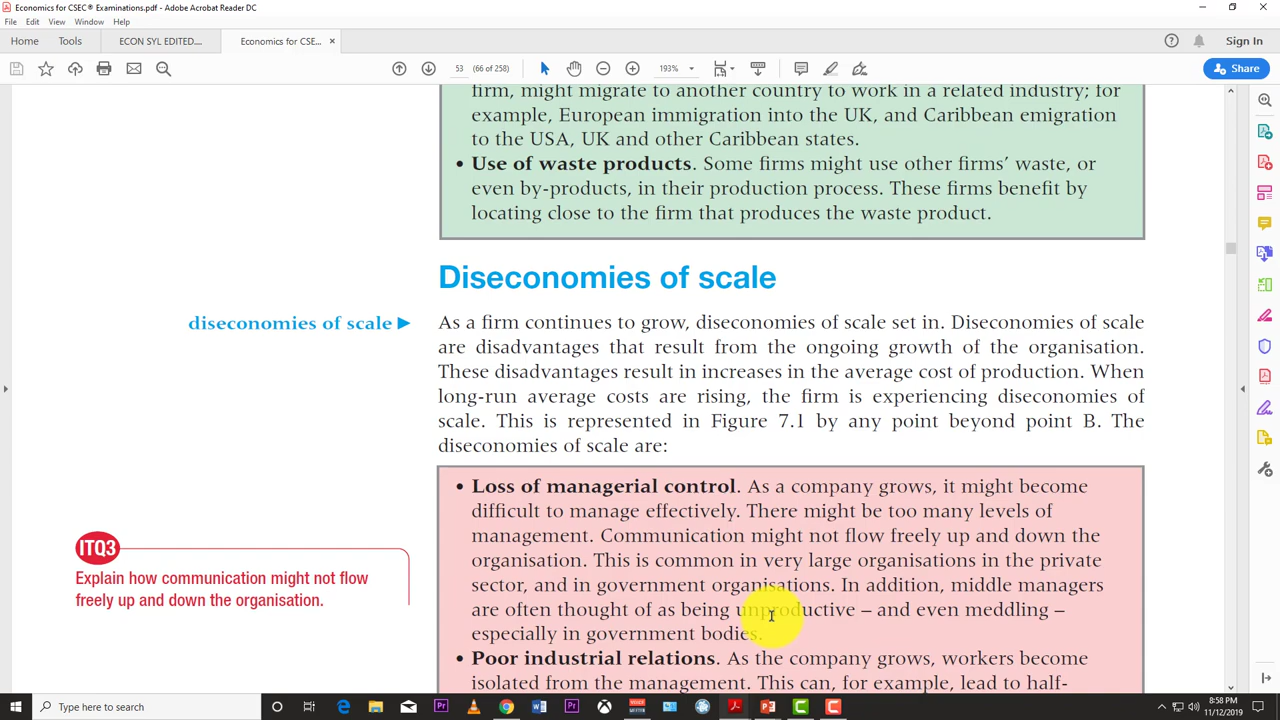 Economics for CSEC® Examinations.pdf - Adobe Acrobat Reader DC
File Edit View Window Help
Home Tools ECON SYL EDITED.... Economics for CSE... × Sign In
53 (66 of 258) 193% Share
firm, might migrate to another country to work in a related industry; for
example, European immigration into the UK, and Caribbean emigration
to the USA, UK and other Caribbean states.
• Use of waste products. Some firms might use other firms’ waste, or
even by-products, in their production process. These firms benefit by
locating close to the firm that produces the waste product.
Diseconomies of scale
diseconomies of scale ►
As a firm continues to grow, diseconomies of scale set in. Diseconomies of scale
are disadvantages that result from the ongoing growth of the organisation.
These disadvantages result in increases in the average cost of production. When
long-run average costs are rising, the firm is experiencing diseconomies of
scale. This is represented in Figure 7.1 by any point beyond point B. The
diseconomies of scale are:
• Loss of managerial control. As a company grows, it might become
difficult to manage effectively. There might be too many levels of
management. Communication might not flow freely up and down the
organisation. This is common in very large organisations in the private
sector, and in government organisations. In addition, middle managers
are often thought of as being unproductive – and even meddling –
especially in government bodies.
• Poor industrial relations. As the company grows, workers become
isolated from the management. This can, for example, lead to half-
ITQ3
Explain how communication might not flow
freely up and down the organisation.
Type here to search
8:58 PM
11/12/2019